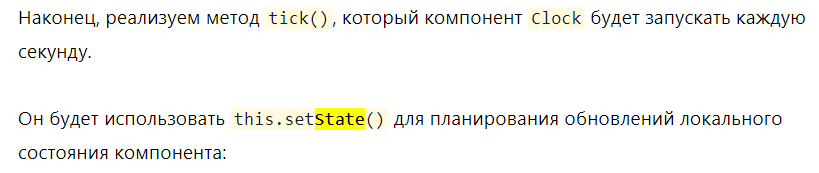 Наконец, реализуем метод tick(), который компонент Clock будет запускать каждую
секунду.
Он будет использовать this.setState() для планирования обновлений локального
состояния компонента: